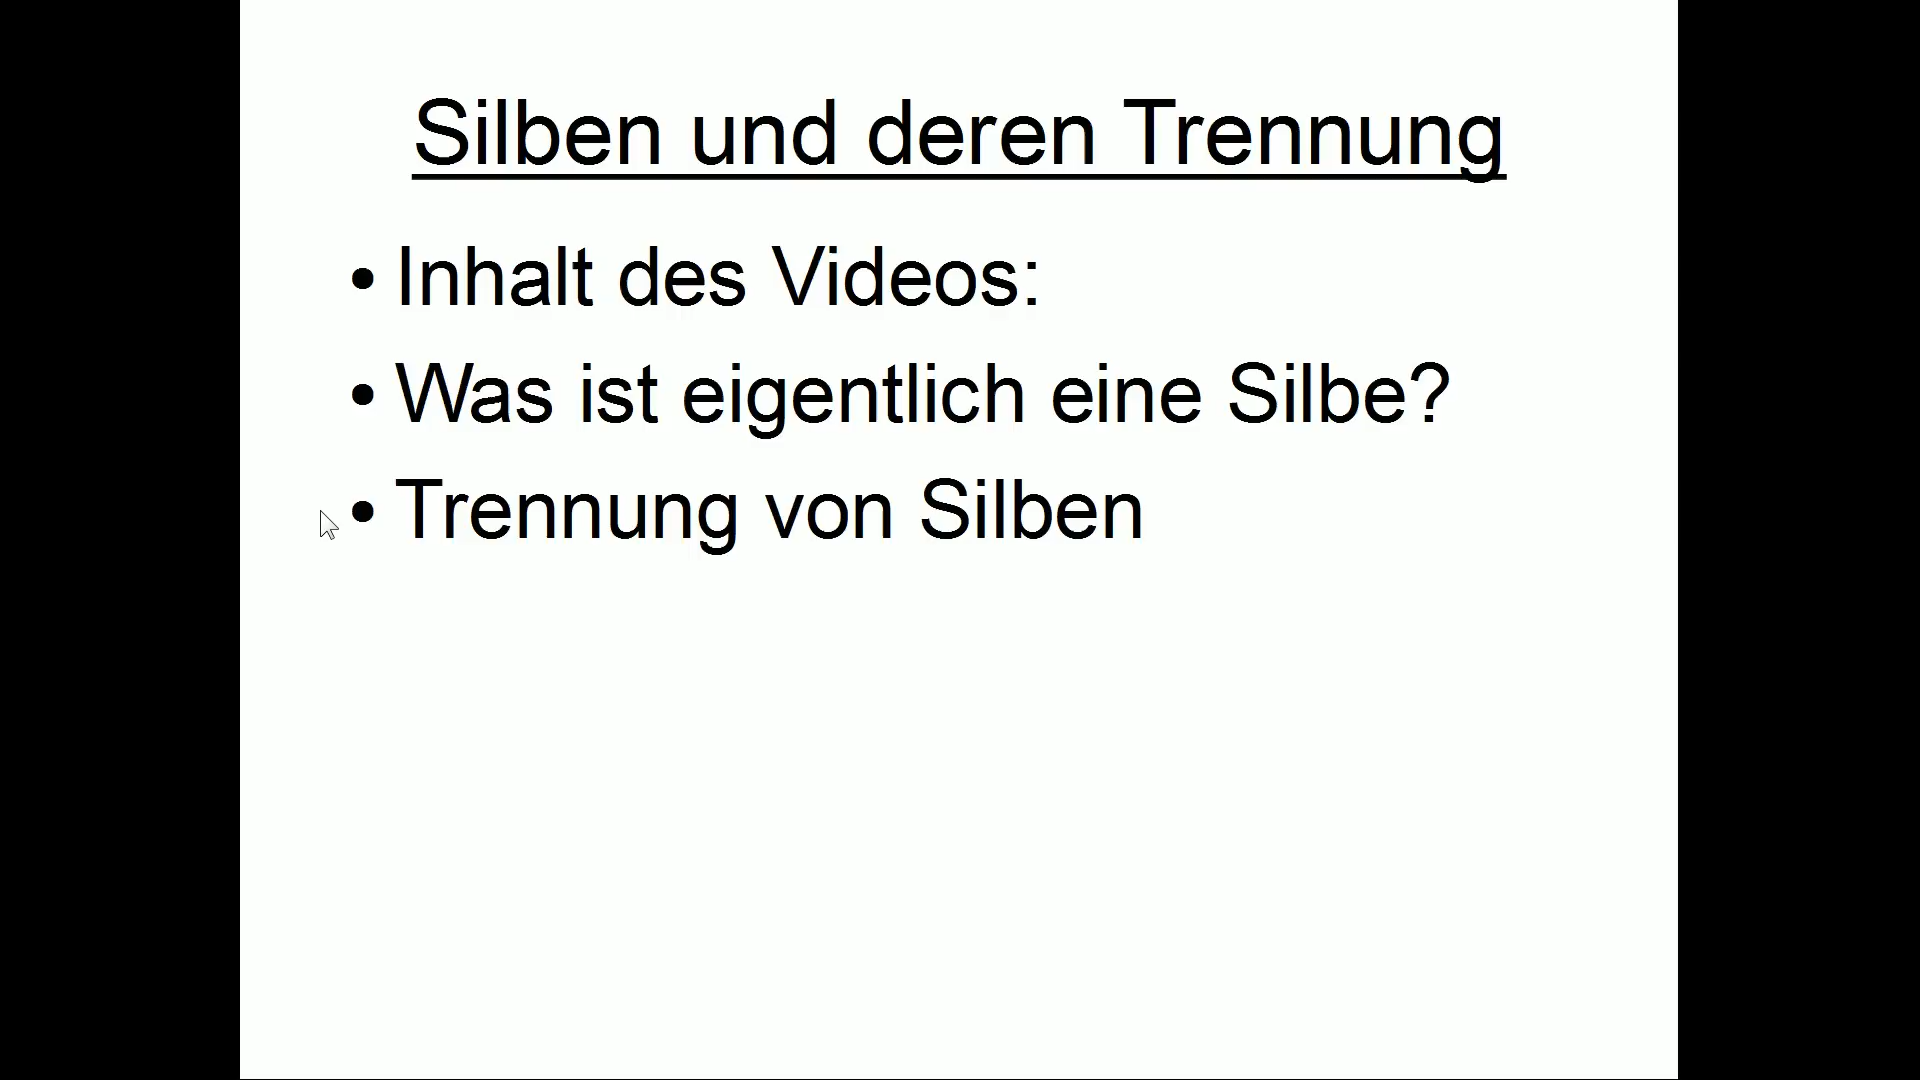 Silben und deren Trennung
• Inhalt des Videos:
• Was ist eigentlich eine Silbe?
• Trennung von Silben